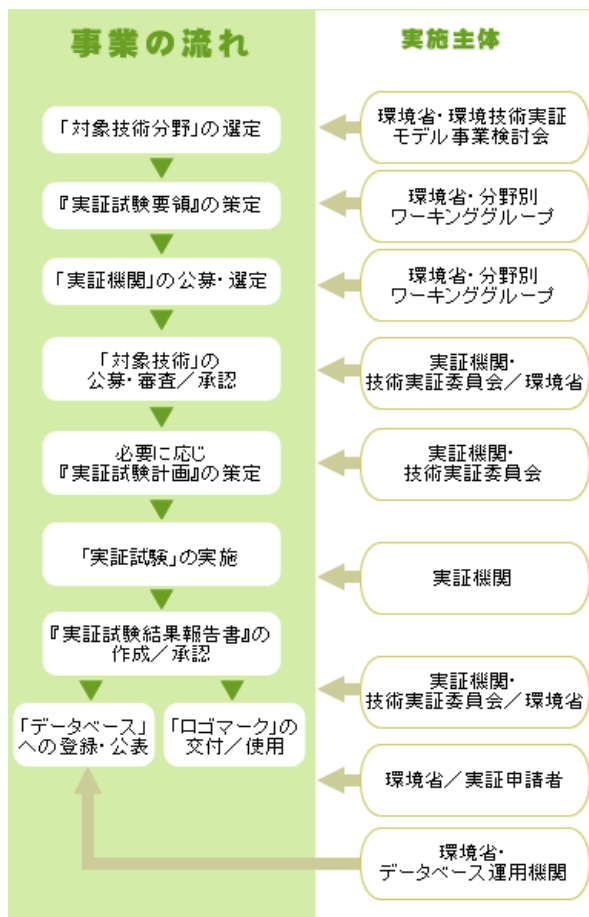 事業の流れ
実施主体
「対象技術分野」の選定
環境省・環境技術実証
モデル事業検討会
『実証試験要領』の策定
環境省・分野別
ワーキンググループ
「実証機関」の公募・選定
環境省・分野別
ワーキンググループ
「対象技術」の
公募・審査／承認
実証機関・
技術実証委員会／環境省
必要に応じ
『実証試験計画』の策定
実証機関・
技術実証委員会
「実証試験」の実施
実証機関
『実証試験結果報告書』の
作成／承認
実証機関・
技術実証委員会／環境省
「データベース」
への登録・公表
「ロゴマーク」の
交付／使用
環境省／実証申請者
環境省・
データベース運用機関